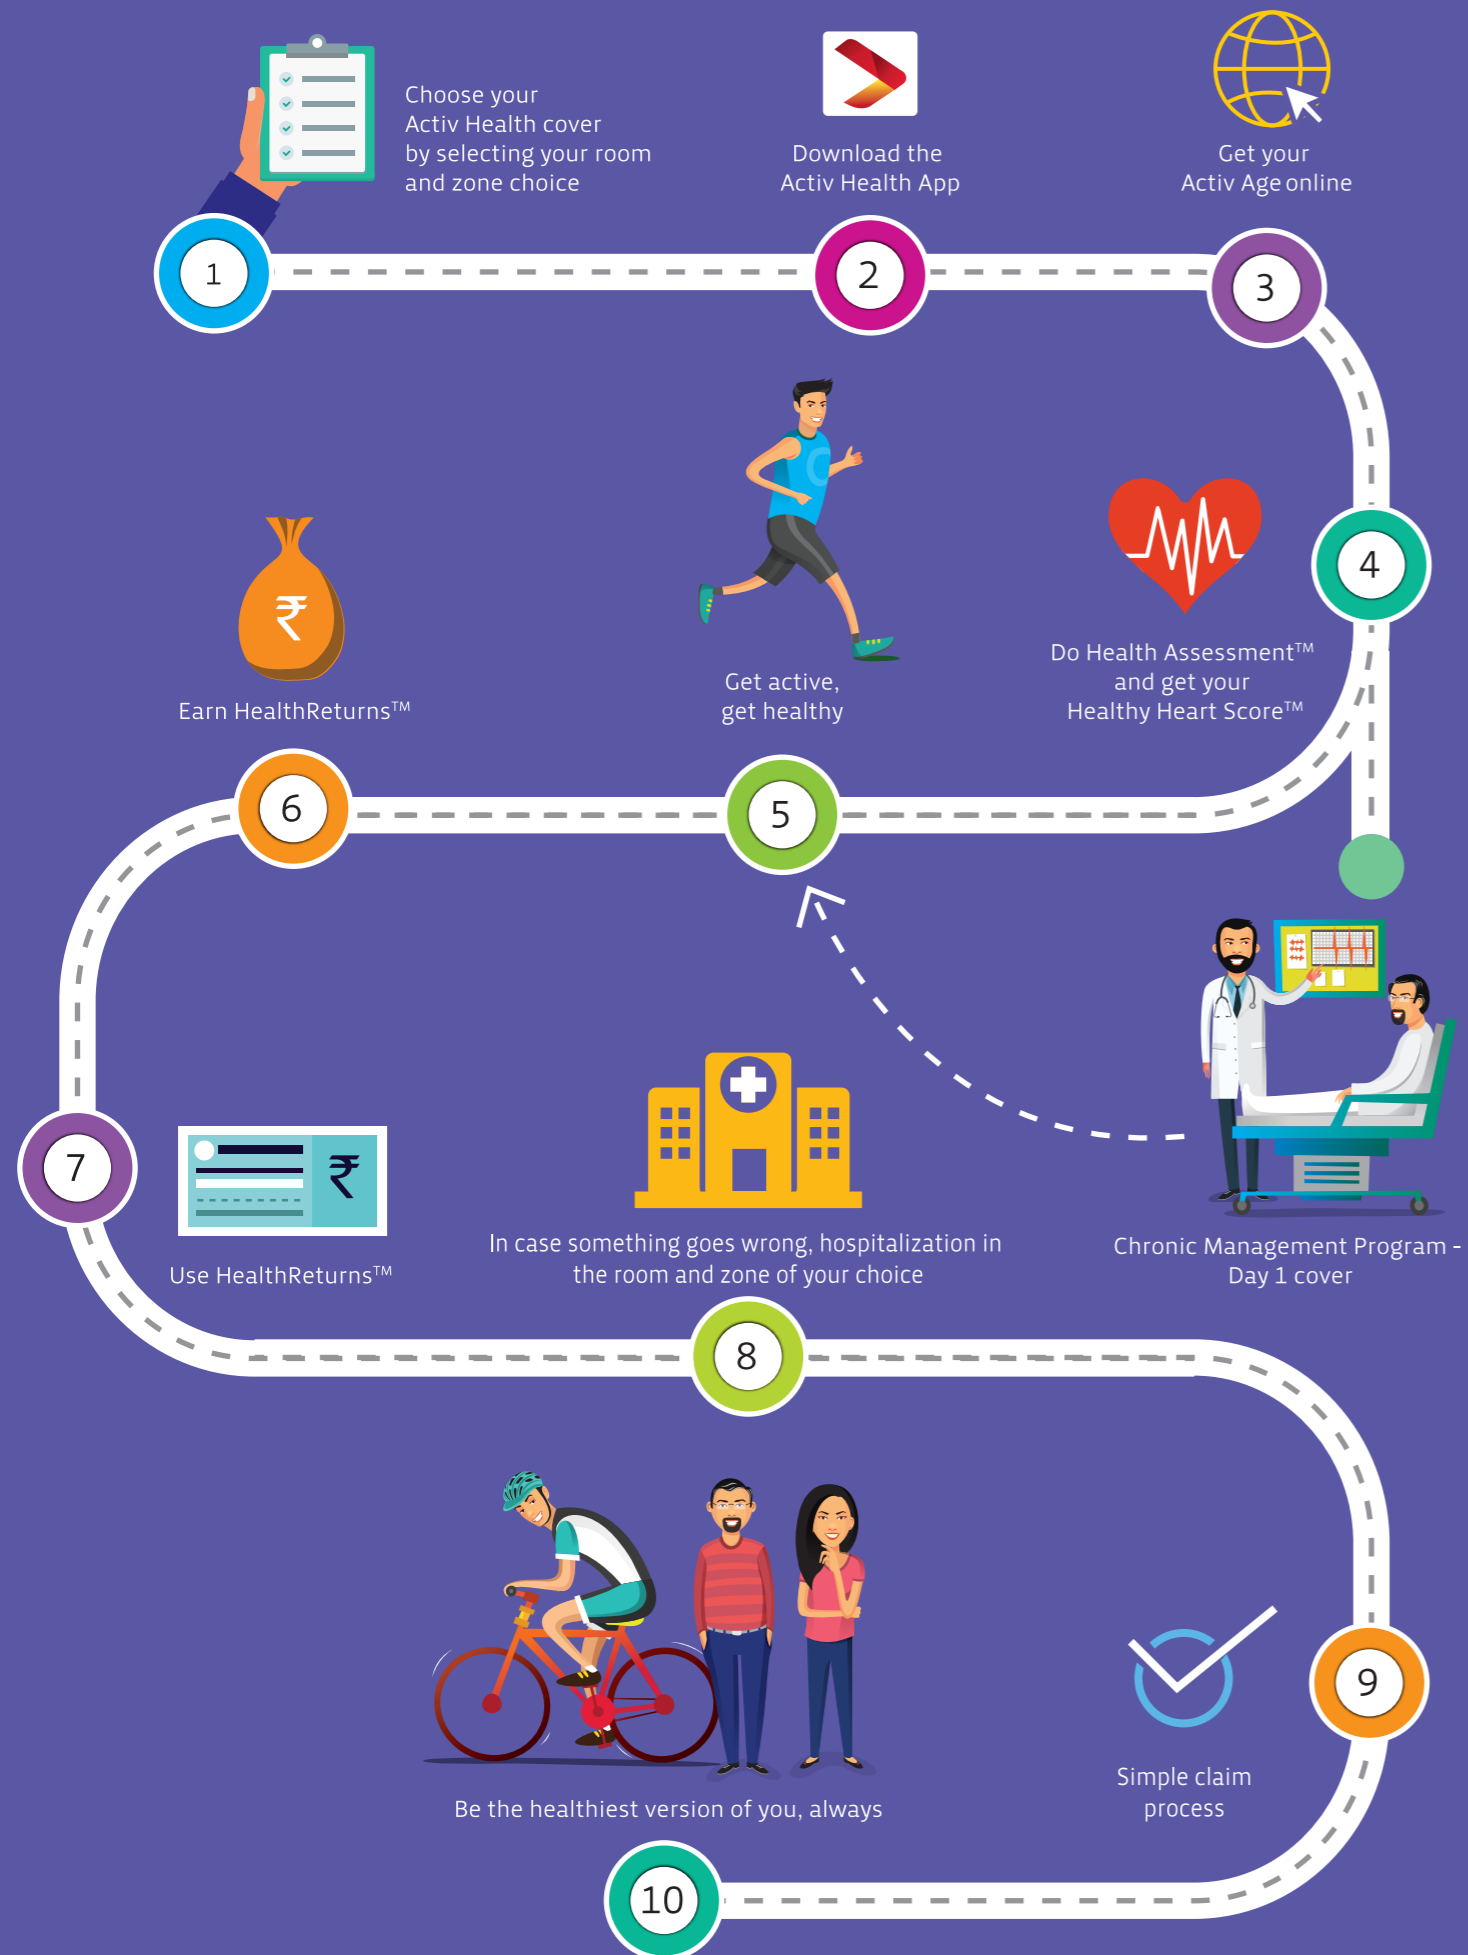 Choose your
Activ Health cover
by selecting your room
and zone choice
Download the
Activ Health App
Get your
Activ Age online
1
2
3
4
Do Health Assessment™
and get your
Healthy Heart Score™
Get active,
get healthy
₹
Earn HealthReturns™
6
5
Chronic Management Program -
Day 1 cover
7
₹
Use HealthReturns™
In case something goes wrong, hospitalization in
the room and zone of your choice
8
9
Simple claim
process
Be the healthiest version of you, always
10